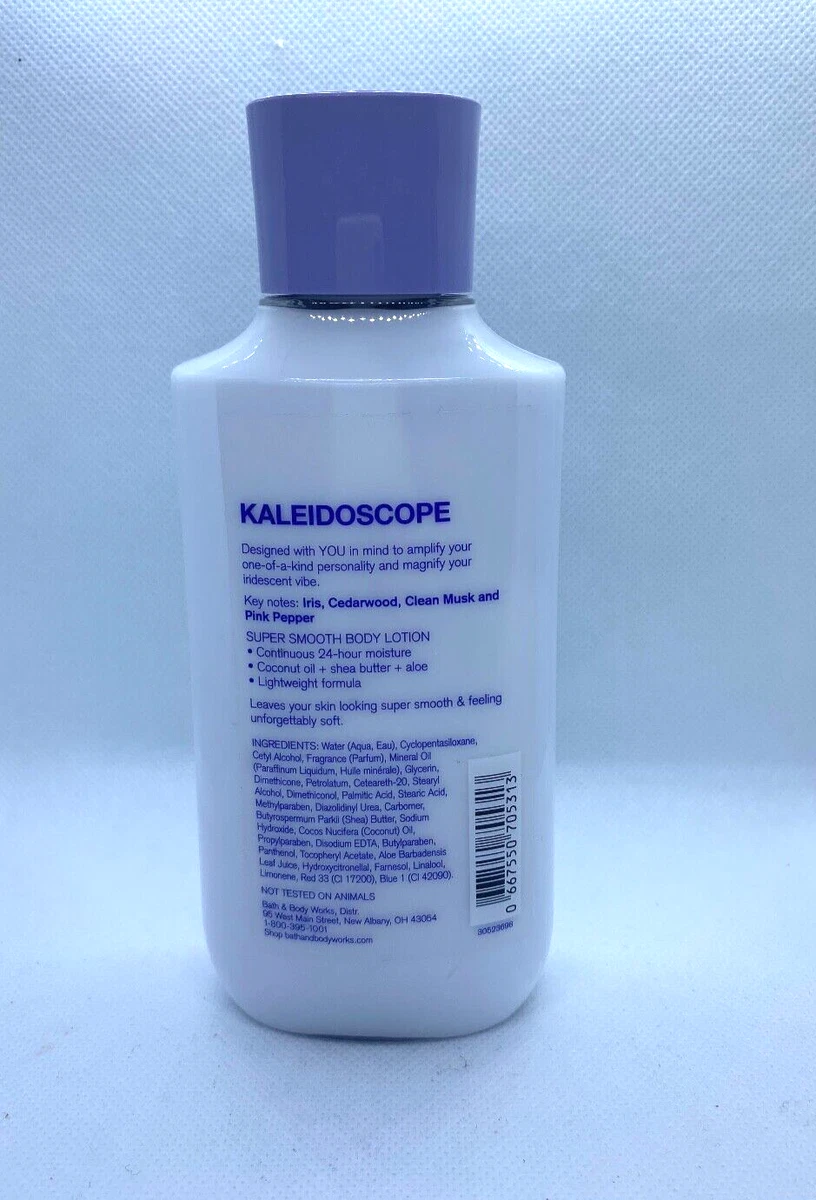 KALEIDOSCOPE
Designed with YOU in mind to amplify your
one-of-a-kind personality and magnify your
iridescent vibe.
Key notes: Iris, Cedarwood, Clean Musk and
Pink Pepper
SUPER SMOOTH BODY LOTION
• Continuous 24-hour moisture
• Coconut oil + shea butter + aloe
• Lightweight formula
Leaves your skin looking super smooth & feeling
unforgettably soft.
INGREDIENTS: Water (Aqua, Eau), Cyclopentasiloxane,
Cetyl Alcohol, Fragrance (Parfum), Mineral Oil
(Paraffinum Liquidum, Huile minérale), Glycerin,
Dimethicone, Petrolatum, Ceteareth-20, Stearyl
Alcohol, Dimethiconol, Palmitic Acid, Stearic Acid,
Methylparaben, Diazolidinyl Urea, Carbomer,
Butyrospermum Parkii (Shea) Butter, Sodium
Hydroxide, Cocos Nucifera (Coconut) Oil,
Propylparaben, Disodium EDTA, Butylparaben,
Panthenol, Tocopheryl Acetate, Aloe Barbadensis
Leaf Juice, Hydroxycitronellal, Farnesol, Linalool,
Limonene, Red 33 (CI 17200), Blue 1 (CI 42090).
NOT TESTED ON ANIMALS
Bath & Body Works, Distr.
95 West Main Street, New Albany, OH 43054
1-800-395-1001
Shop bathandbodyworks.com
0 667550 705313
30523696